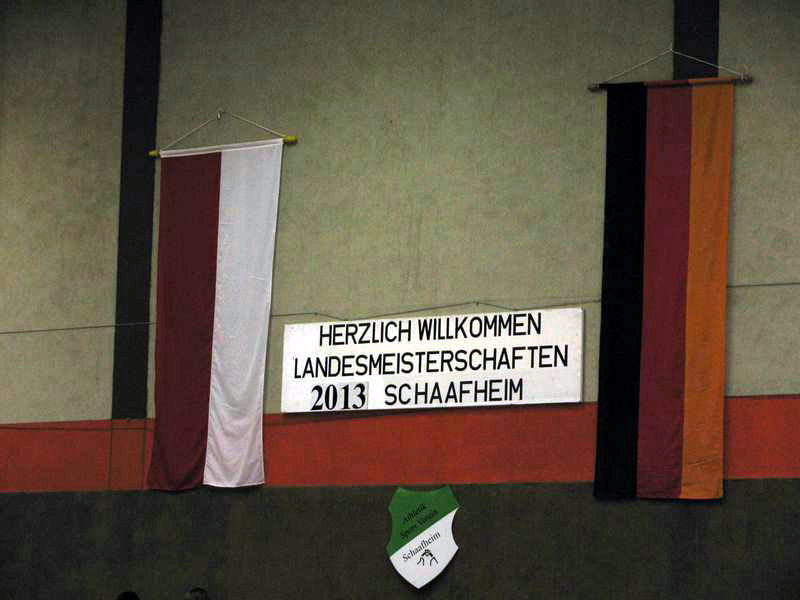 HERZLICH WILLKOMMEN
LANDESMEISTERSCHAFTEN
2013 SCHAAFHEIM
Athletik
Sport Verein
Schaafheim